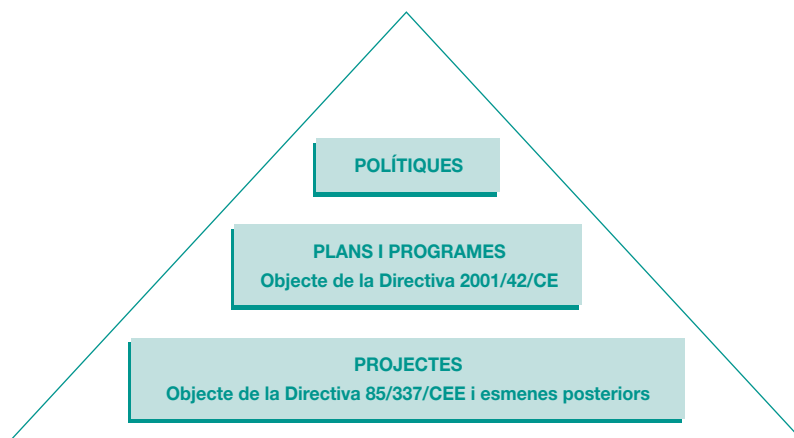 POLÍTIQUES
PLANS I PROGRAMES
Objecte de la Directiva 2001/42/CE
PROJECTES
Objecte de la Directiva 85/337/CEE i esmenes posteriors